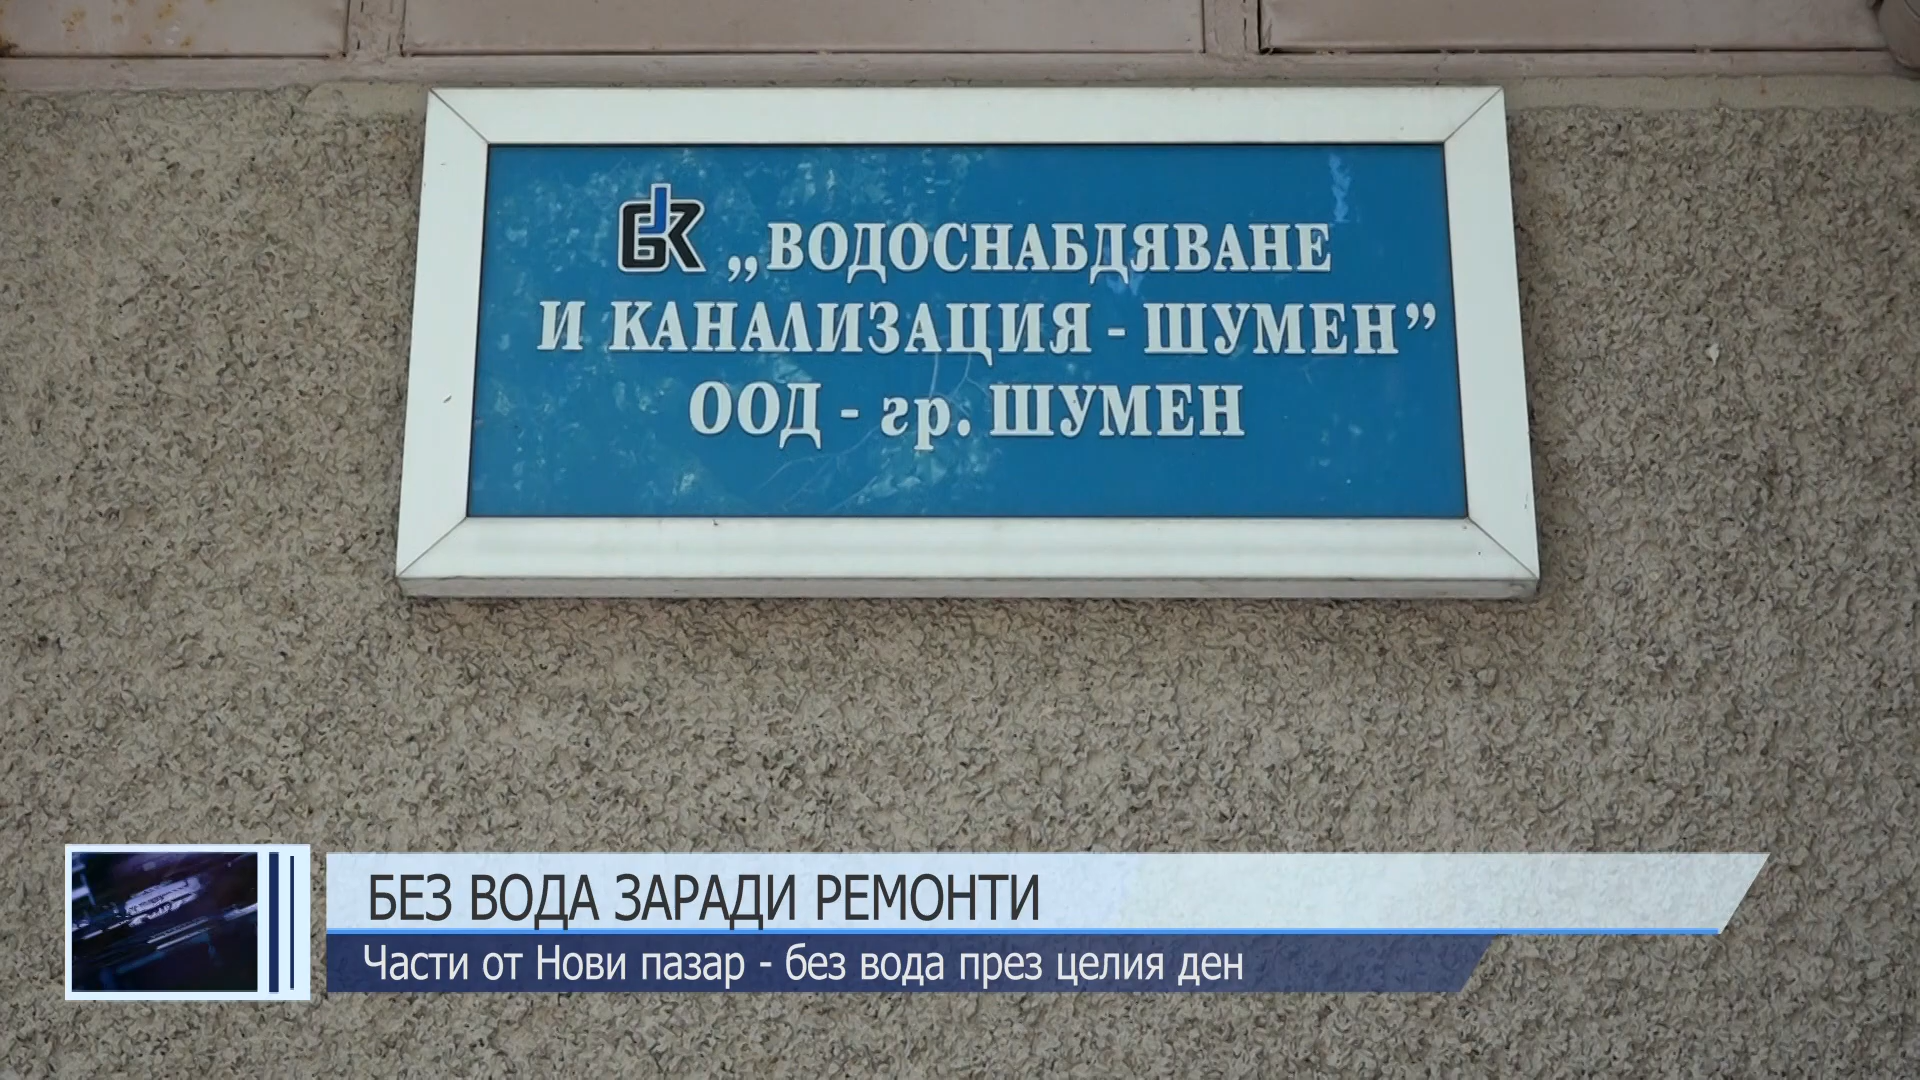 „ВОДОСНАБДЯВАНЕ
И КАНАЛИЗАЦИЯ - ШУМЕН”
ООД - гр. ШУМЕН
БЕЗ ВОДА ЗАРАДИ РЕМОНТИ
Части от Нови пазар - без вода през целия ден